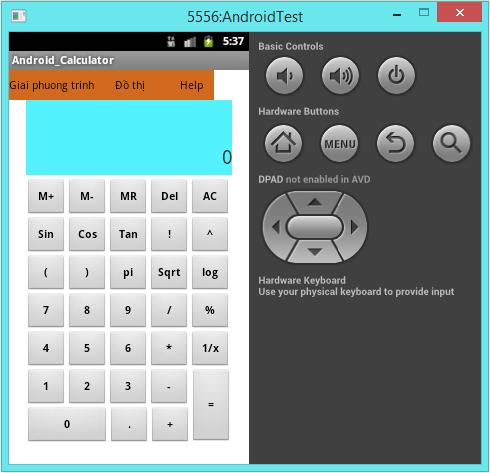 5556:AndroidTest
5:37
Android_Calculator
Giai phuong trinh Đồ thị Help
0
M+ M- MR Del AC
Sin Cos Tan ! ^
( ) pi Sqrt log
7 8 9 / %
4 5 6 * 1/x
1 2 3 - =
0 . +
Basic Controls
Hardware Buttons
MENU
DPAD not enabled in AVD
Hardware Keyboard
Use your physical keyboard to provide input